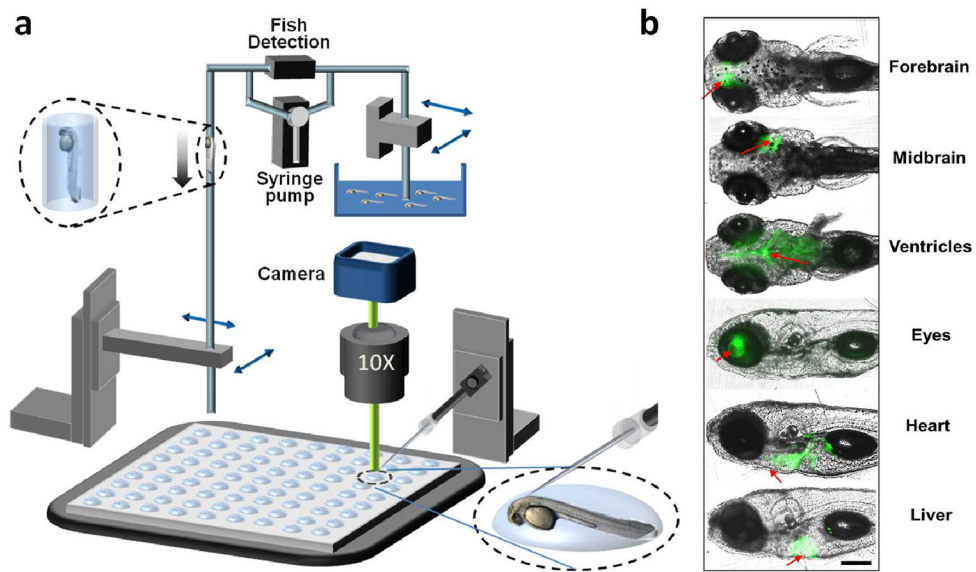 a
Fish
Detection
Syringe
pump
Camera
10X
b
Forebrain
Midbrain
Ventricles
Eyes
Heart
Liver